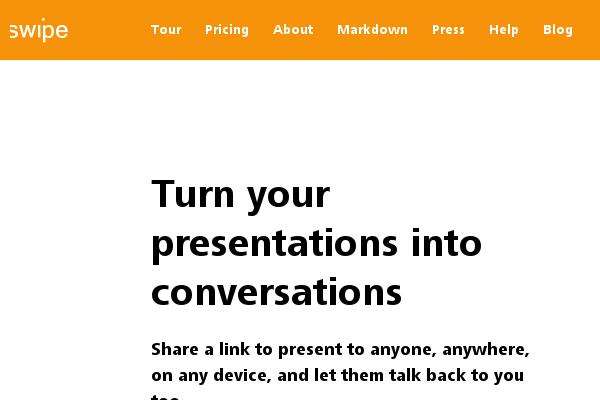 swipe Tour Pricing About Markdown Press Help Blog
Turn your
presentations into
conversations
Share a link to present to anyone, anywhere,
on any device, and let them talk back to you
too.